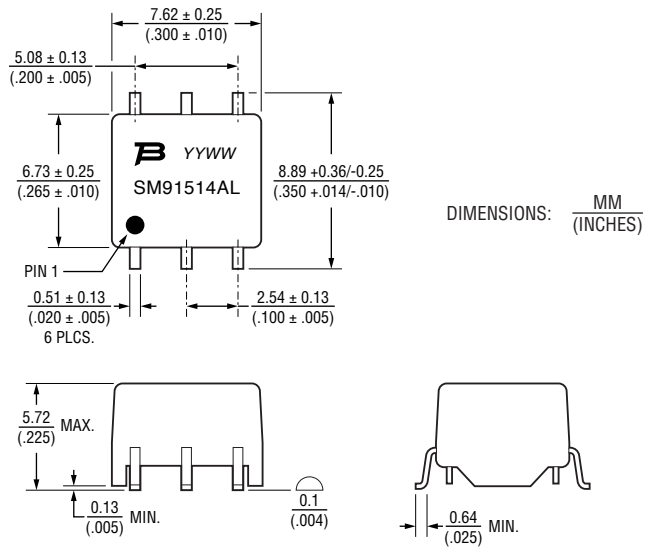 7.62 ± 0.25
(.300 ± .010)
5.08 ± 0.13
(.200 ± .005)
6.73 ± 0.25
(.265 ± .010)
B YYWW
SM91514AL
8.89 +0.36/-0.25
(.350 +.014/-.010)
DIMENSIONS: MM
(INCHES)
PIN 1
0.51 ± 0.13
(.020 ± .005)
6 PLCS.
2.54 ± 0.13
(.100 ± .005)
5.72
(.225) MAX.
0.13
(.005) MIN.
0.1
(.004)
0.64
(.025) MIN.